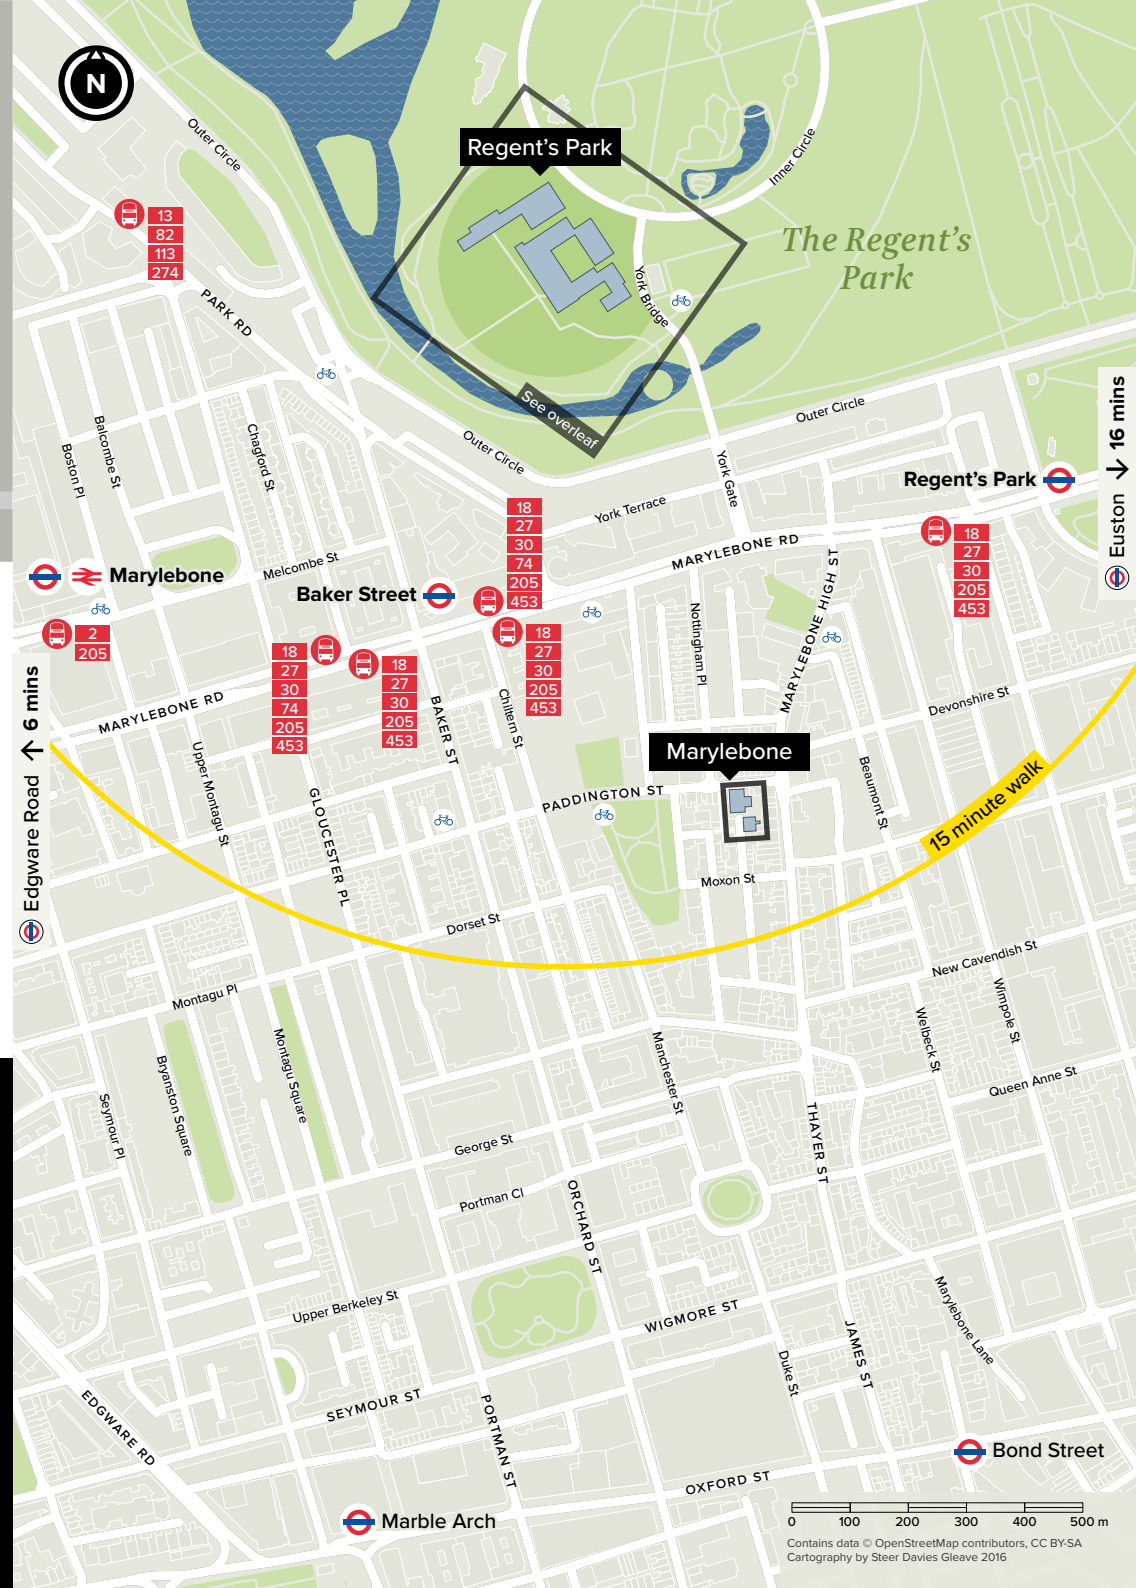 N
Outer Circle
Regent's Park
Inner Circle
13
82
113
274
The Regent's
Park
York Bridge
PARK RD
See overleaf
Outer Circle
Outer Circle
Balcombe St
Boston Pl
Chagford St
York Gate
Regent's Park
Euston → 16 mins
York Terrace
18
27
30
74
205
453
18
27
30
205
453
MARYLEBONE RD
Melcombe St
Marylebone
Baker Street
2
205
18
27
30
74
205
453
18
27
30
205
453
18
27
30
205
453
Nottingham Pl
MARYLEBONE HIGH ST
Devonshire St
Edgware Road → 6 mins
MARYLEBONE RD
BAKER ST
Chiltern St
Upper Montagu St
Marylebone
GLOUCESTER PL
PADDINGTON ST
Beaumont St
15 minute walk
Moxon St
Dorset St
New Cavendish St
Montagu Pl
Wimpole St
Welbeck St
Bryanston Square
Montagu Square
Manchester St
Queen Anne St
Seymour Pl
THAYER ST
George St
Portman Cl
ORCHARD ST
Upper Berkeley St
WIGMORE ST
Marylebone Lane
JAMES ST
Duke St
EDGWARE RD
SEYMOUR ST
PORTMAN ST
Bond Street
OXFORD ST
Marble Arch
0 100 200 300 400 500 m
Contains data © OpenStreetMap contributors, CC BY-SA
Cartography by Steer Davies Gleave 2016